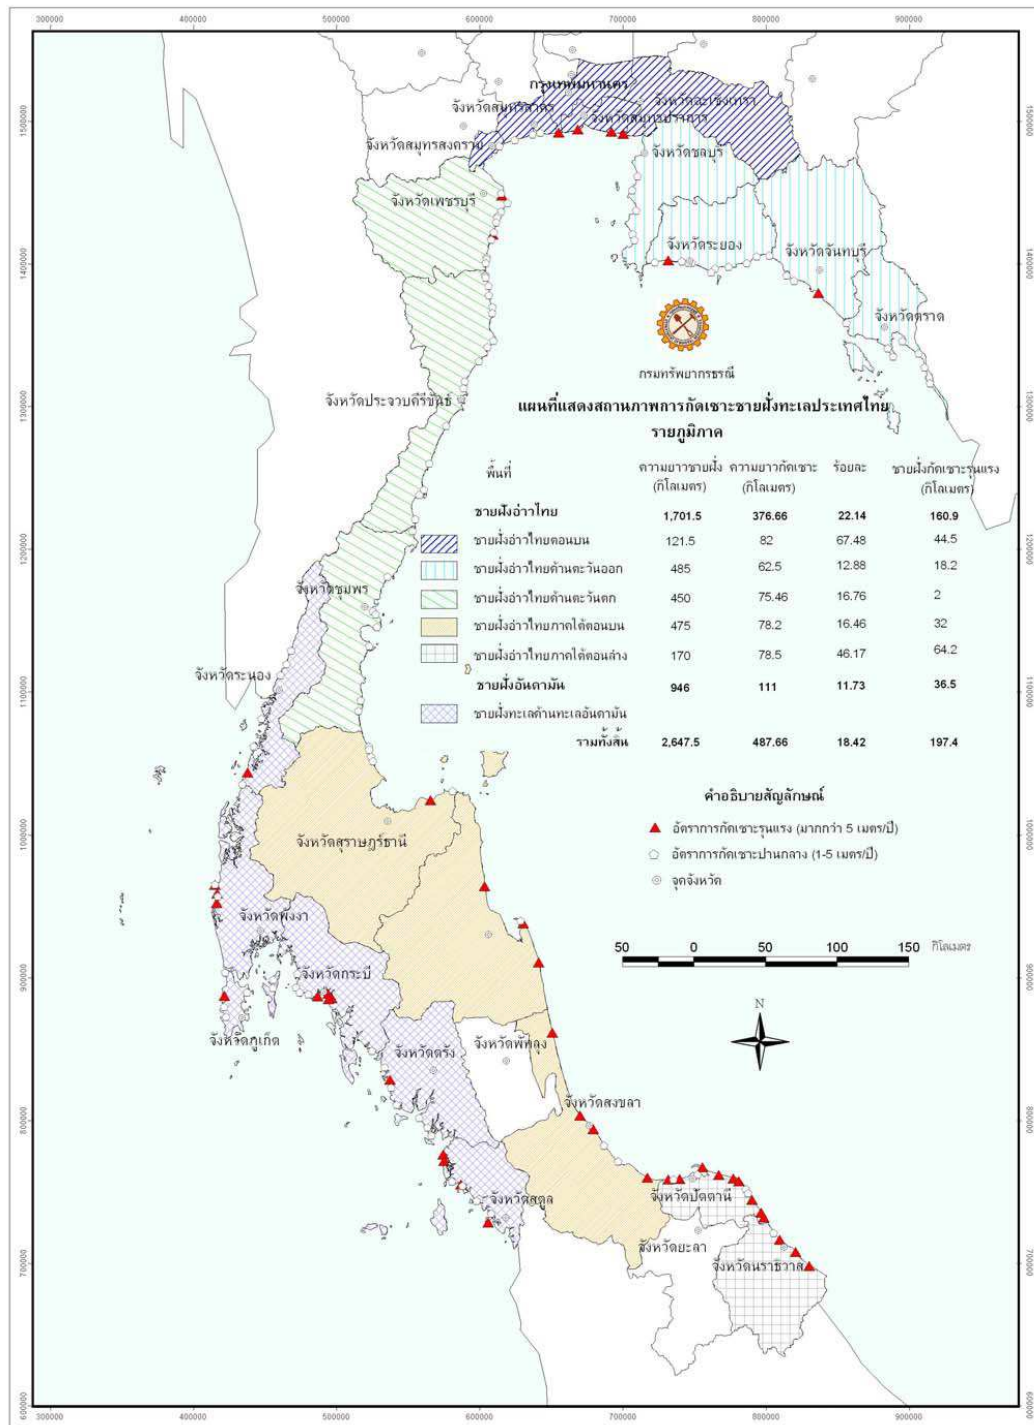 300000 400000 500000 600000 700000 800000 900000
กรุงเทพมหานคร
จังหวัดฉะเชิงเทรา
จังหวัดสมุทรสาคร
จังหวัดสมุทรปราการ
1500000 1500000
จังหวัดสมุทรสงคราม
จังหวัดชลบุรี
จังหวัดเพชรบุรี
จังหวัดระยอง
จังหวัดจันทบุรี
1400000 1400000
จังหวัดตราด
กรมทรัพยากรธรณี
จังหวัดประจวบคีรีขันธ์
1300000 1300000
แผนที่แสดงสถานภาพการกัดเซาะชายฝั่งทะเลประเทศไทย
รายภูมิภาค
พื้นที่ ความยาวชายฝั่ง ความยาวกัดเซาะ ร้อยละ ชายฝั่งกัดเซาะรุนแรง
(กิโลเมตร) (กิโลเมตร) (กิโลเมตร)
ชายฝั่งอ่าวไทย 1,701.5 376.66 22.14 160.9
ชายฝั่งอ่าวไทยตอนบน 121.5 82 67.48 44.5
1200000 1200000
ชายฝั่งอ่าวไทยด้านตะวันออก 485 62.5 12.88 18.2
ชายฝั่งอ่าวไทยด้านตะวันตก 450 75.46 16.76 2
ชายฝั่งอ่าวไทยภาคใต้ตอนบน 475 78.2 16.46 32
ชายฝั่งอ่าวไทยภาคใต้ตอนล่าง 170 78.5 46.17 64.2
ชายฝั่งอันดามัน 946 111 11.73 36.5
ชายฝั่งทะเลด้านทะเลอันดามัน
รวมทั้งสิ้น 2,647.5 487.66 18.42 197.4
จังหวัดชุมพร
จังหวัดระนอง
1100000 1100000
คำอธิบายสัญลักษณ์
อัตราการกัดเซาะรุนแรง (มากกว่า 5 เมตร/ปี)
อัตราการกัดเซาะปานกลาง (1-5 เมตร/ปี)
จุดจังหวัด
1000000 1000000
จังหวัดสุราษฎร์ธานี
จังหวัดพังงา
50 0 50 100 150 กิโลเมตร
จังหวัดกระบี่
900000 900000
N
จังหวัดภูเก็ต
จังหวัดตรัง
จังหวัดพัทลุง
จังหวัดสงขลา
800000 800000
จังหวัดสตูล
จังหวัดปัตตานี
จังหวัดยะลา
จังหวัดนราธิวาส
700000 700000
600000 600000
300000 400000 500000 600000 700000 800000 900000